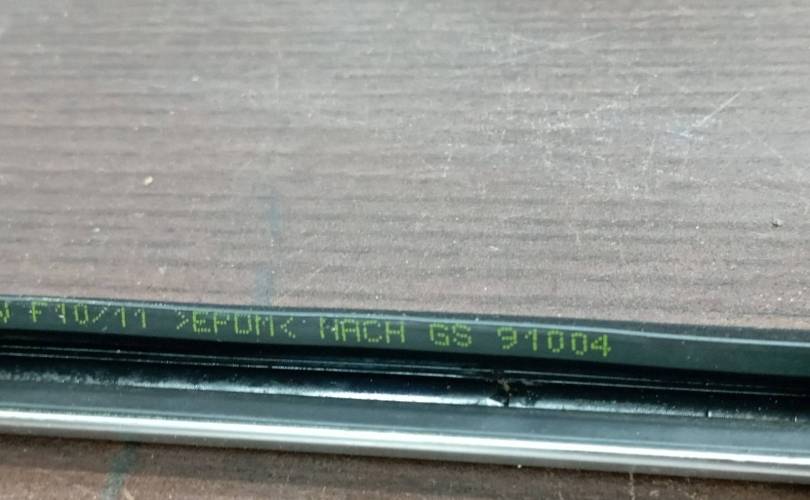 F10/11 >EPDM< NACH GS 91004